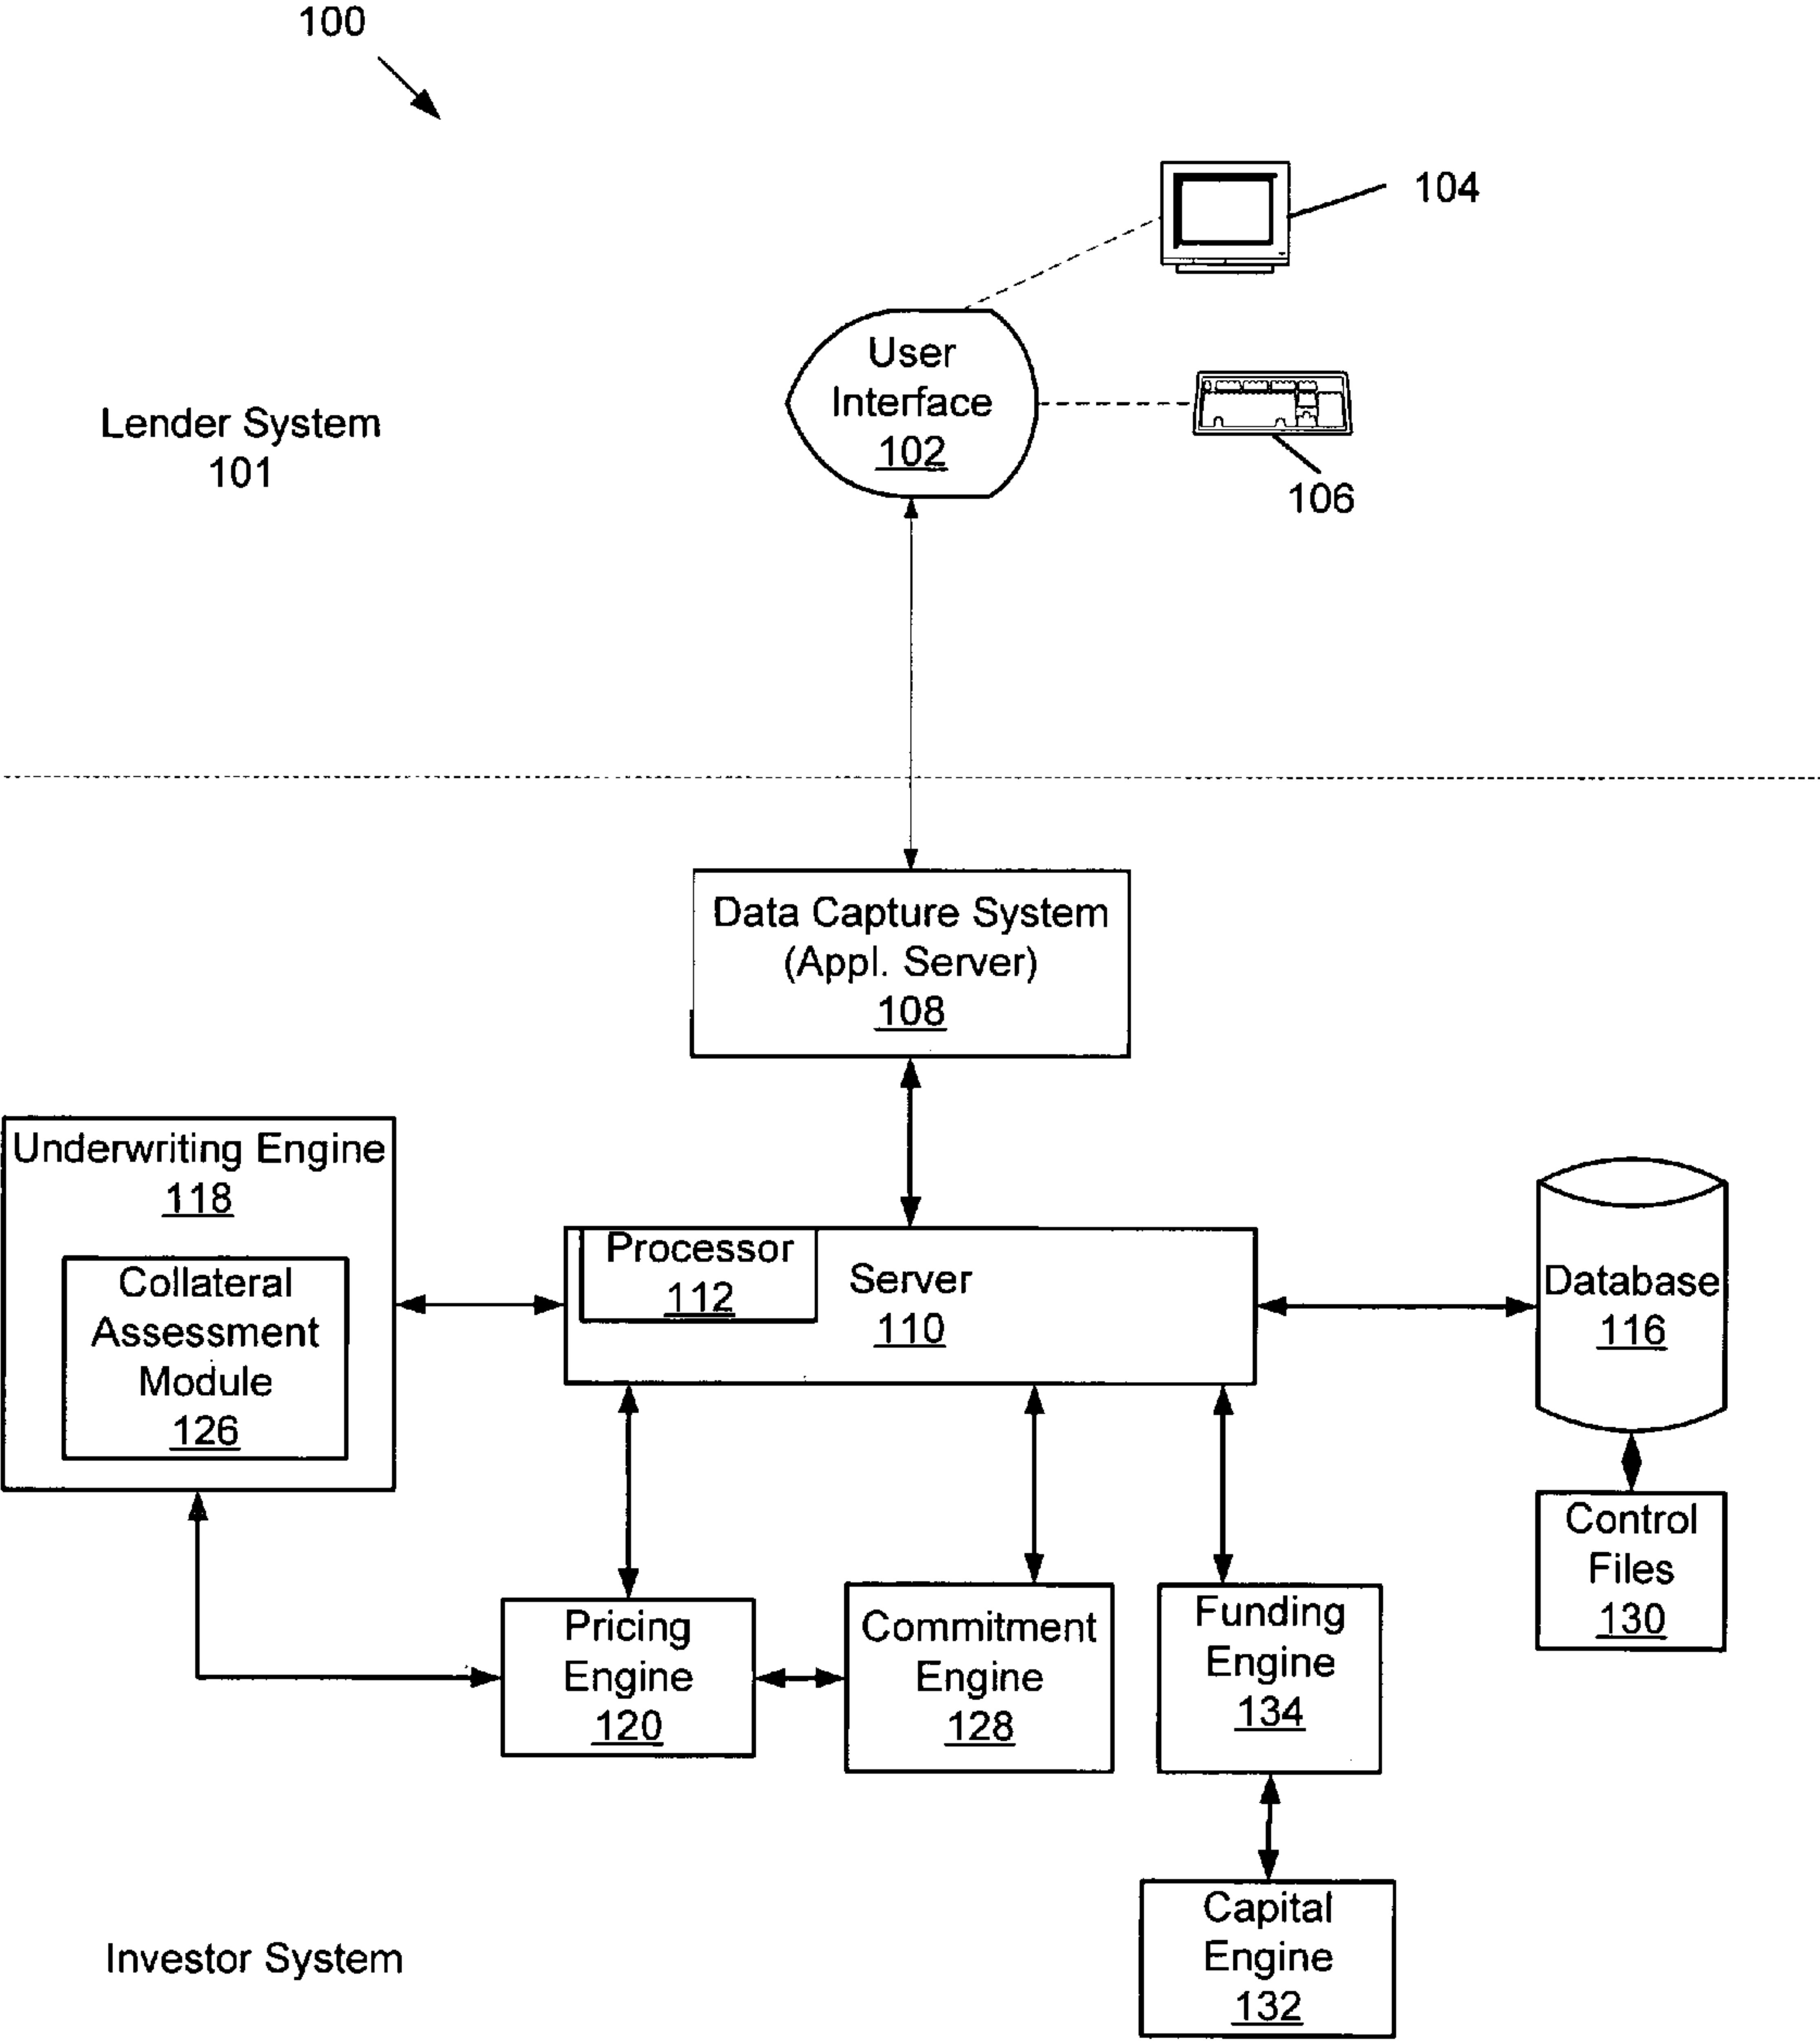 100
104
User
Interface
102
Lender System
101
106
Data Capture System
(Appl. Server)
108
Underwriting Engine
118
Collateral
Assessment
Module
126
Processor
112
Server
110
Database
116
Control
Files
130
Pricing
Engine
120
Commitment
Engine
128
Funding
Engine
134
Capital
Engine
132
Investor System